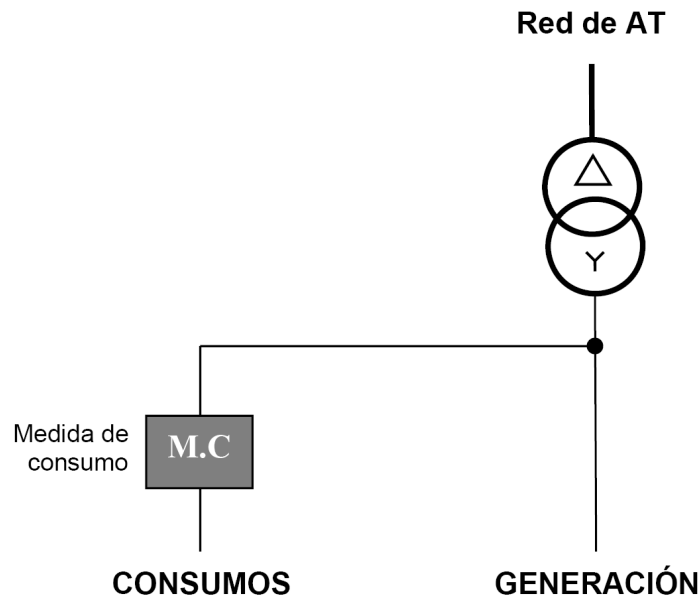 Red de AT
Medida de
consumo
M.C
CONSUMOS
GENERACIÓN